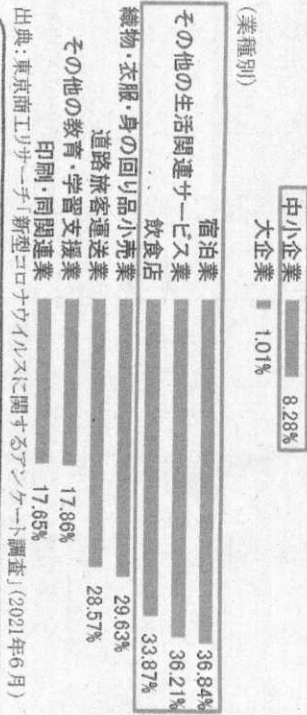 中小企業 8.28%
大企業 1.01%
(業種別)
宿泊業 36.84%
その他の生活関連サービス業 36.21%
飲食店 33.87%
織物・衣服・身の回り品小売業 29.63%
道路旅客運送業 28.57%
その他の教育・学習支援業 17.86%
印刷・同関連業 17.65%
出典:東京商工リサーチ「新型コロナウイルスに関するアンケート調査」(2021年6月)